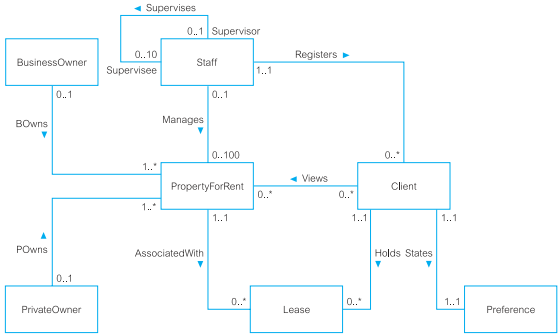 Supervises
0..1
Supervisor
0..10
Supervisee
Staff
BusinessOwner
Registers
1..1
0..1
0..1
BOwns
Manages
1..*
0..100
0..*
PropertyForRent
Views
Client
0..*
0..*
1..*
1..1
1..1
1..1
POwns
AssociatedWith
Holds
States
0..1
0..*
0..*
1..1
PrivateOwner
Lease
Preference